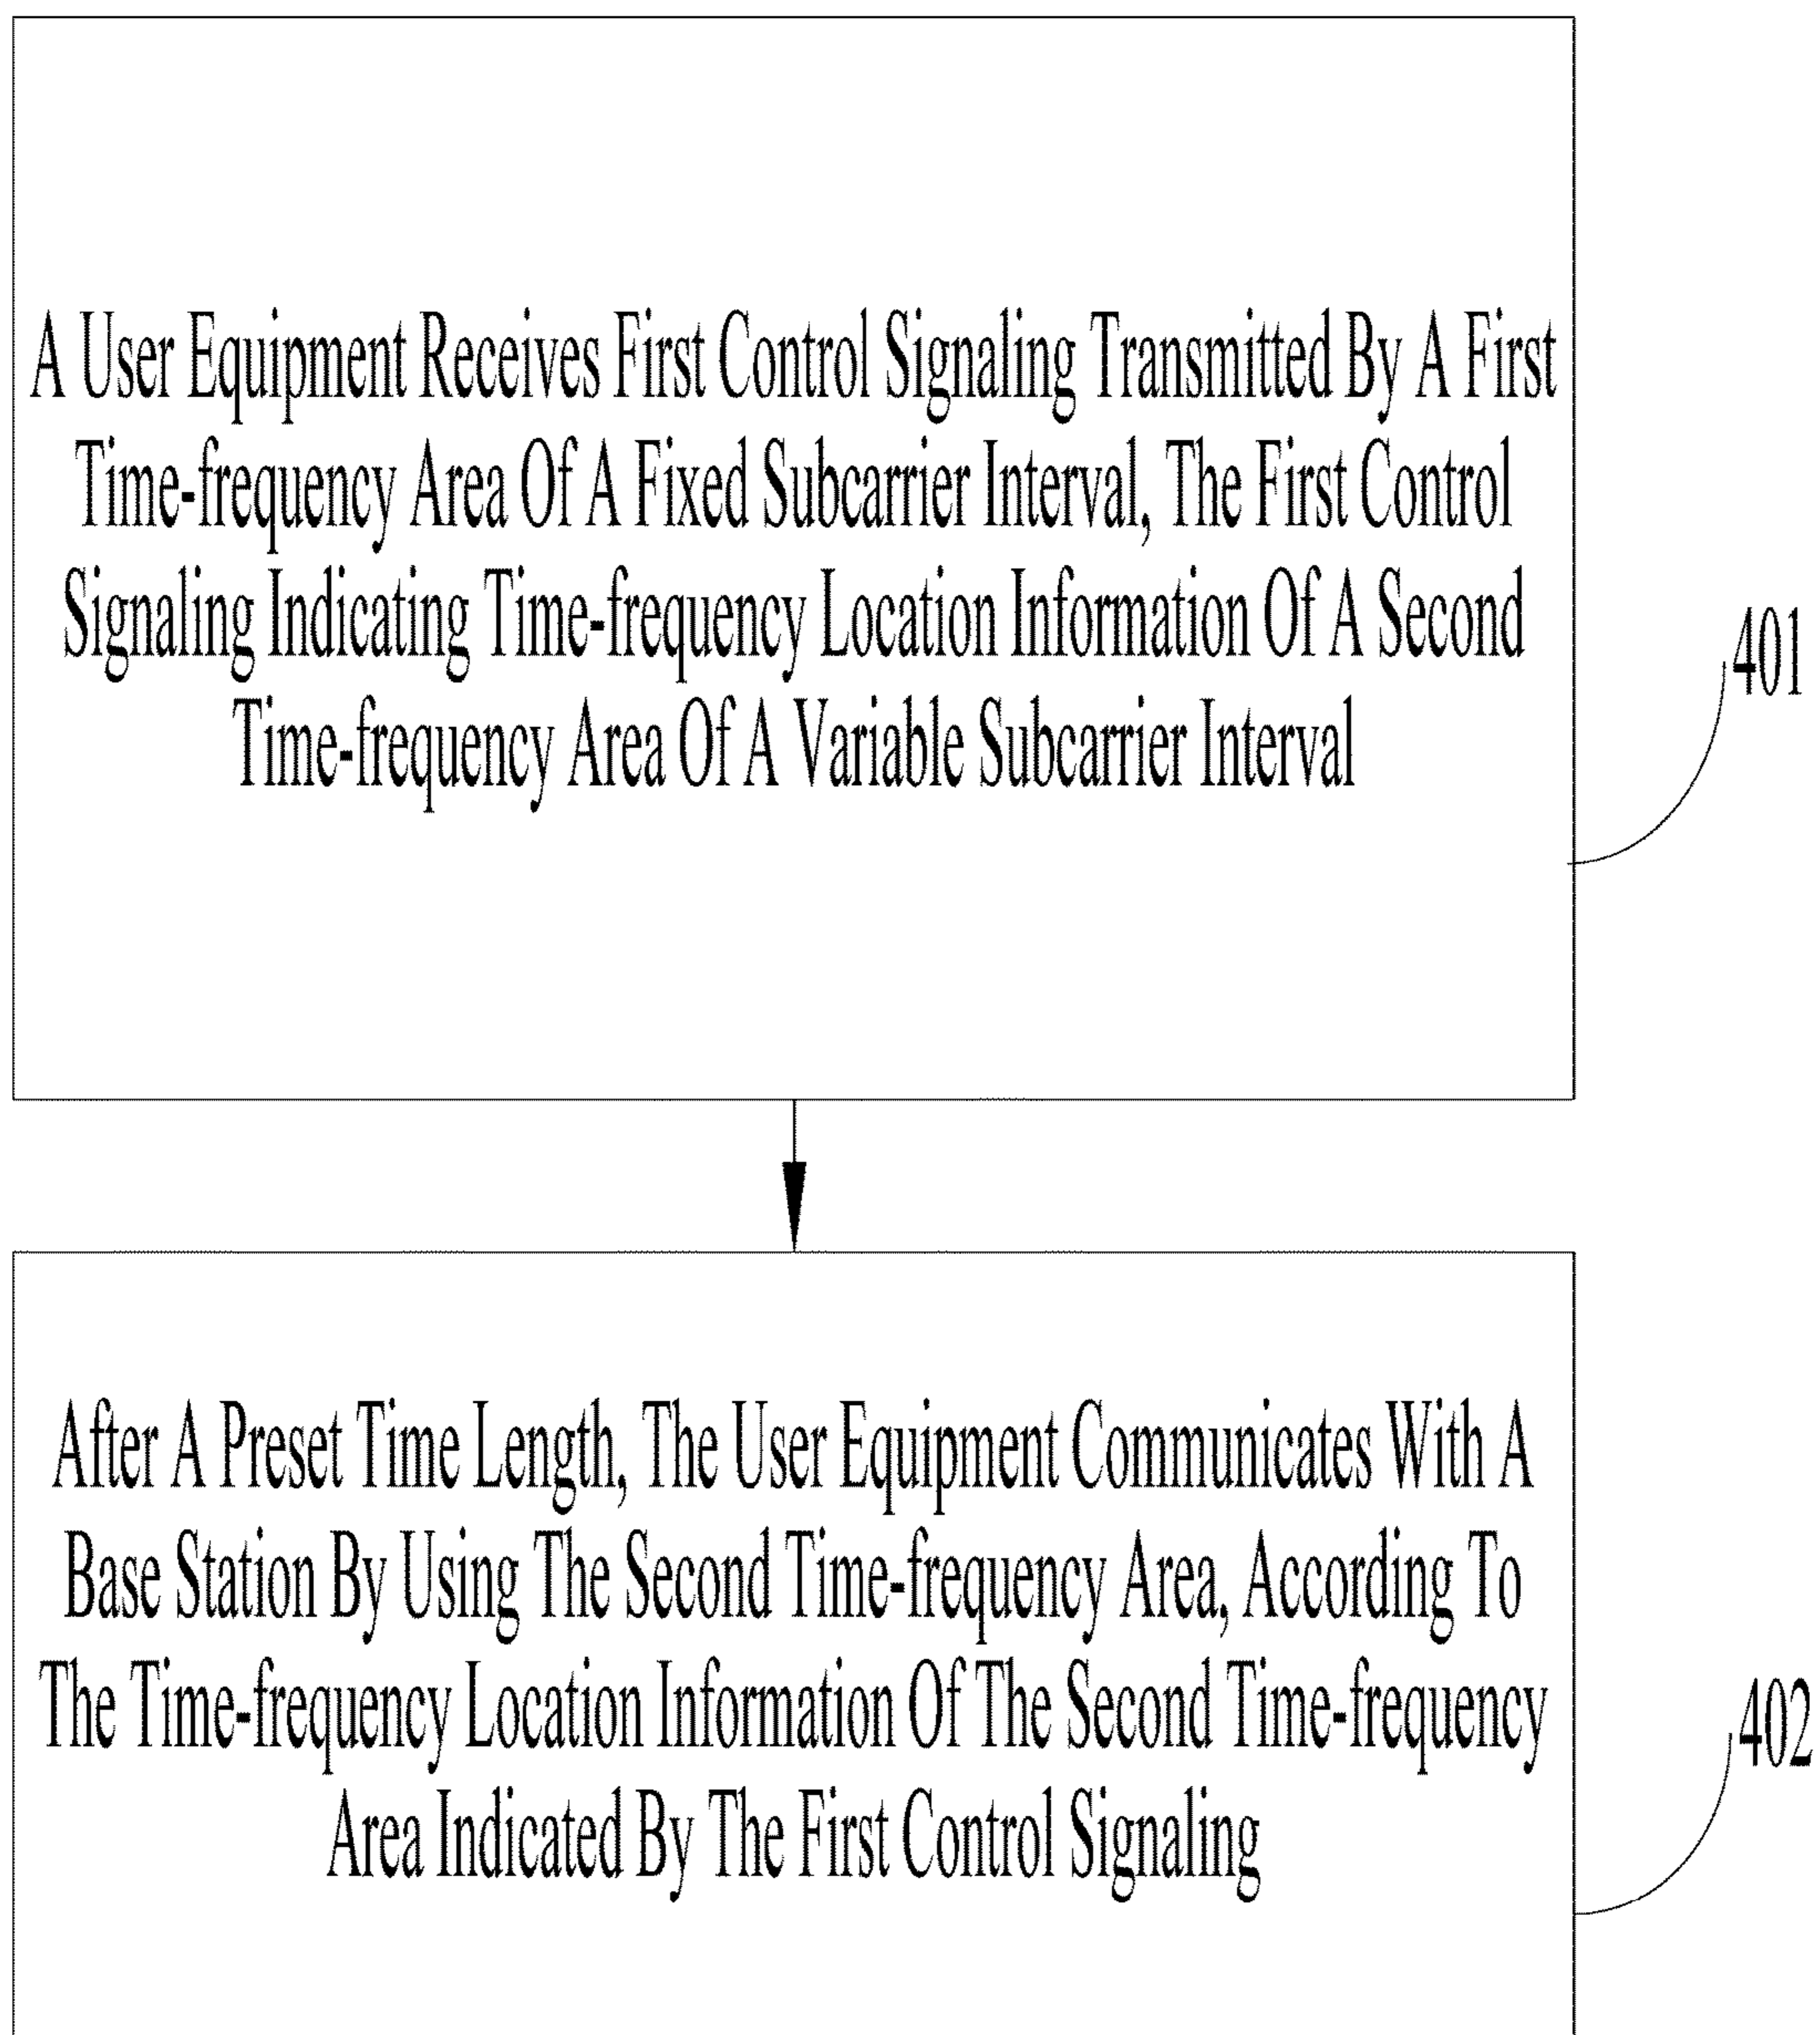 A User Equipment Receives First Control Signaling Transmitted By A First
Time-frequency Area Of A Fixed Subcarrier Interval, The First Control
Signaling Indicating Time-frequency Location Information Of A Second
Time-frequency Area Of A Variable Subcarrier Interval
401
After A Preset Time Length, The User Equipment Communicates With A
Base Station By Using The Second Time-frequency Area, According To
The Time-frequency Location Information Of The Second Time-frequency
Area Indicated By The First Control Signaling
402